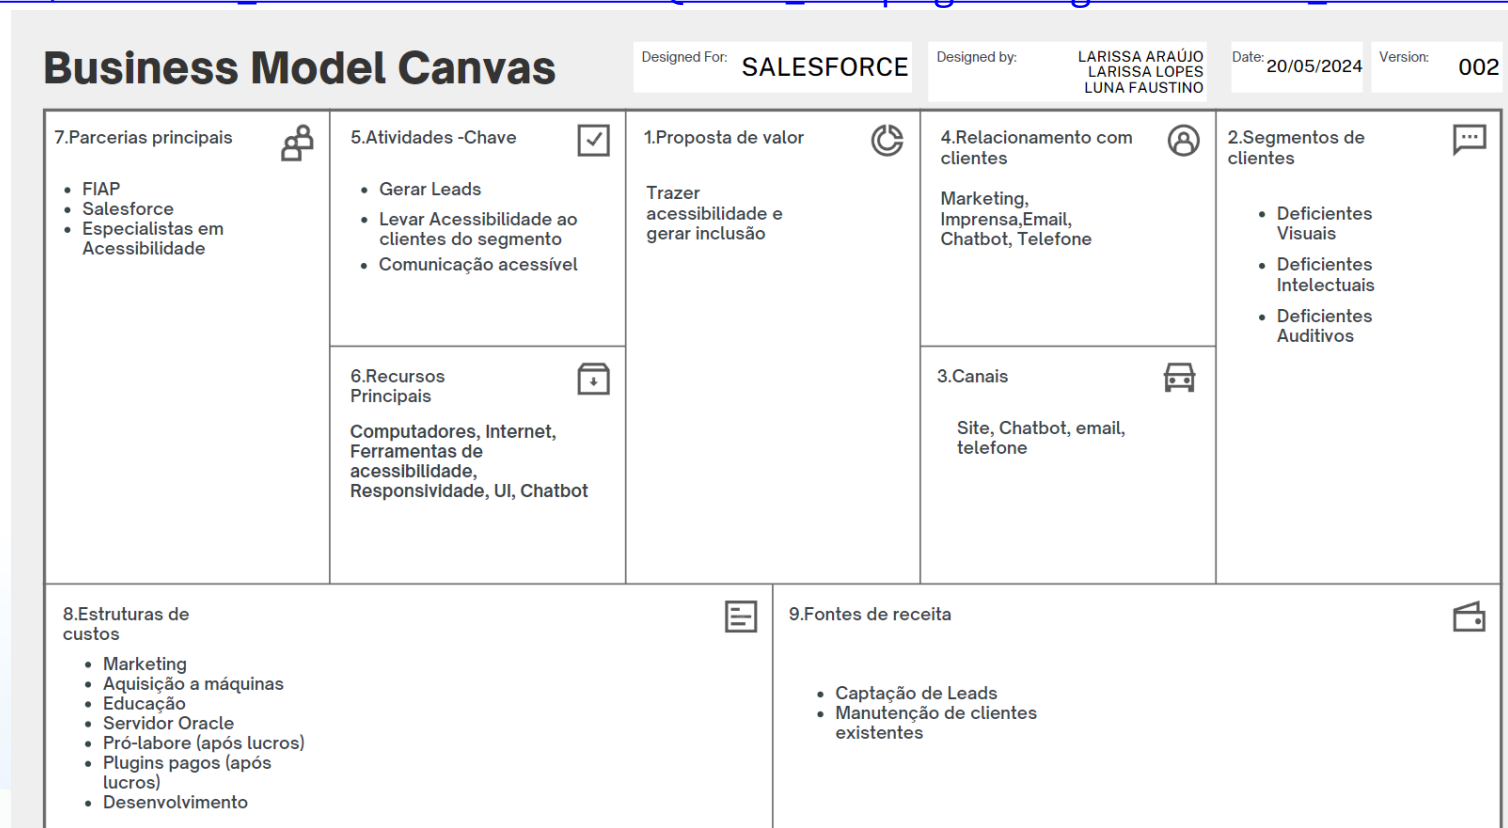 Business Model Canvas
Designed For:
SALESFORCE
Designed by:
LARISSA ARAÚJO
LARISSA LOPES
LUNA FAUSTINO
Date:
20/05/2024
Version:
002
7.Parcerias principais
• FIAP
• Salesforce
• Especialistas em
Acessibilidade
5.Atividades -Chave
• Gerar Leads
• Levar Acessibilidade ao
clientes do segmento
• Comunicação acessível
6.Recursos
Principais
Computadores, Internet,
Ferramentas de
acessibilidade,
Responsividade, UI, Chatbot
1.Proposta de valor
Trazer
acessibilidade e
gerar inclusão
4.Relacionamento com
clientes
Marketing,
Imprensa,Email,
Chatbot, Telefone
3.Canais
Site, Chatbot, email,
telefone
2.Segmentos de
clientes
• Deficientes
Visuais
• Deficientes
Intelectuais
• Deficientes
Auditivos
8.Estruturas de
custos
• Marketing
• Aquisição a máquinas
• Educação
• Servidor Oracle
• Pró-labore (após lucros)
• Plugins pagos (após
lucros)
• Desenvolvimento
9.Fontes de receita
• Captação de Leads
• Manutenção de clientes
existentes